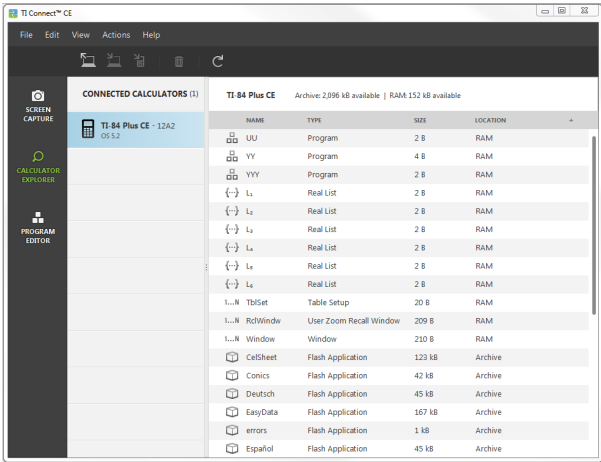 TI Connect™ CE
File Edit View Actions Help
SCREEN
CAPTURE
CALCULATOR
EXPLORER
PROGRAM
EDITOR
CONNECTED CALCULATORS (1)
TI-84 Plus CE - 12A2
OS 5.2
TI-84 Plus CE Archive: 2,096 kB available | RAM: 152 kB available
NAME TYPE SIZE LOCATION
UU Program 2 B RAM
YY Program 4 B RAM
YYY Program 2 B RAM
{···} L₁ Real List 2 B RAM
{···} L₂ Real List 2 B RAM
{···} L₃ Real List 2 B RAM
{···} L₄ Real List 2 B RAM
{···} L₅ Real List 2 B RAM
{···} L₆ Real List 2 B RAM
1...N TblSet Table Setup 20 B RAM
1...N RclWindw User Zoom Recall Window 209 B RAM
1...N Window Window 210 B RAM
CelSheet Flash Application 123 kB Archive
Conics Flash Application 42 kB Archive
Deutsch Flash Application 45 kB Archive
EasyData Flash Application 167 kB Archive
errors Flash Application 1 kB Archive
Español Flash Application 45 kB Archive